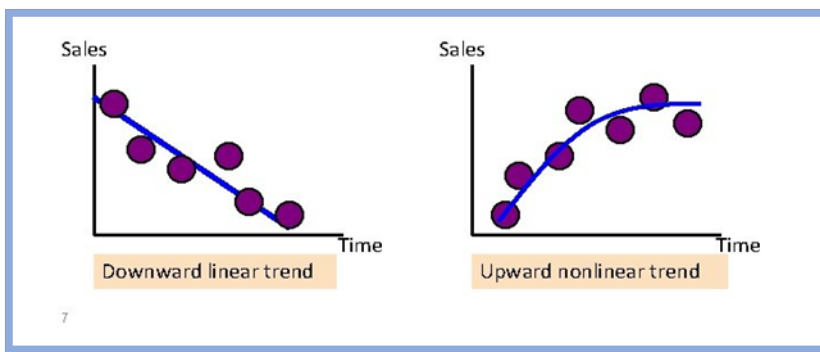 Sales
Time
Downward linear trend
Sales
Time
Upward nonlinear trend
7